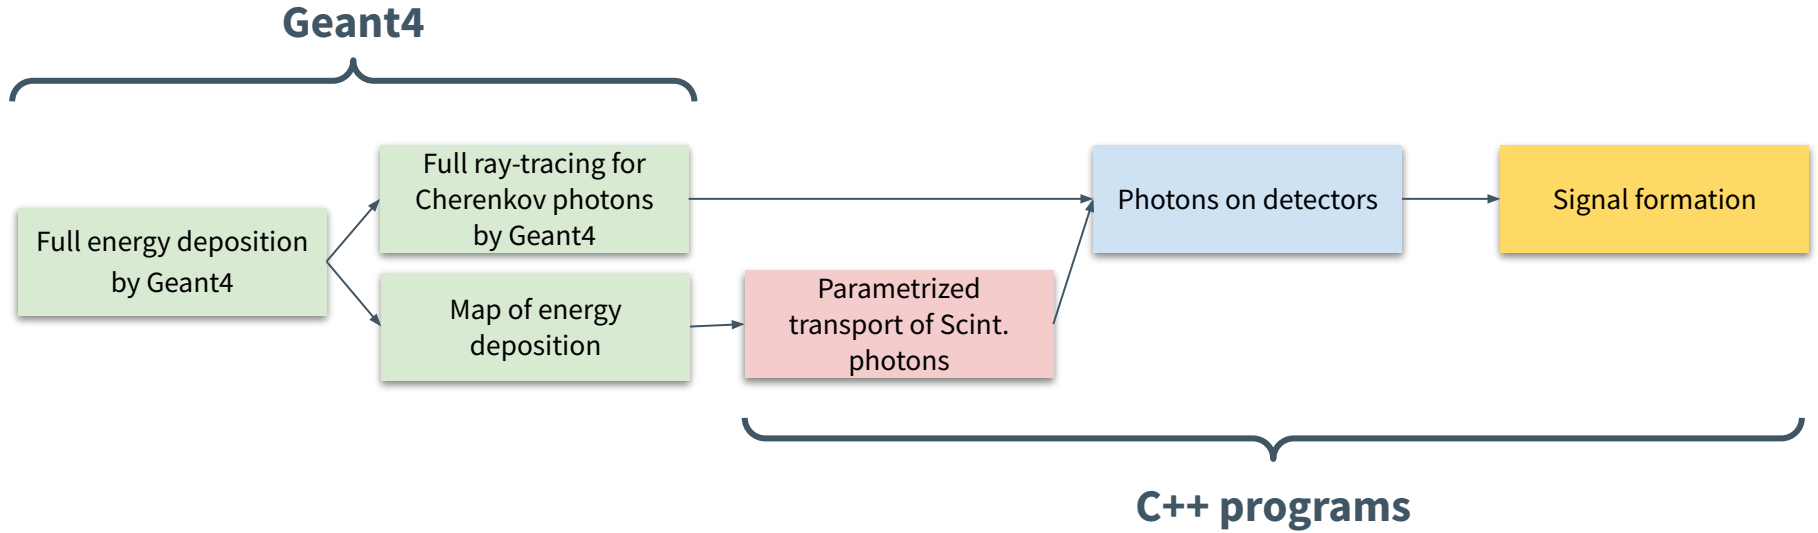 Geant4
Full energy deposition
by Geant4
Full ray-tracing for
Cherenkov photons
by Geant4
Map of energy
deposition
Parametrized
transport of Scint.
photons
Photons on detectors
Signal formation
C++ programs